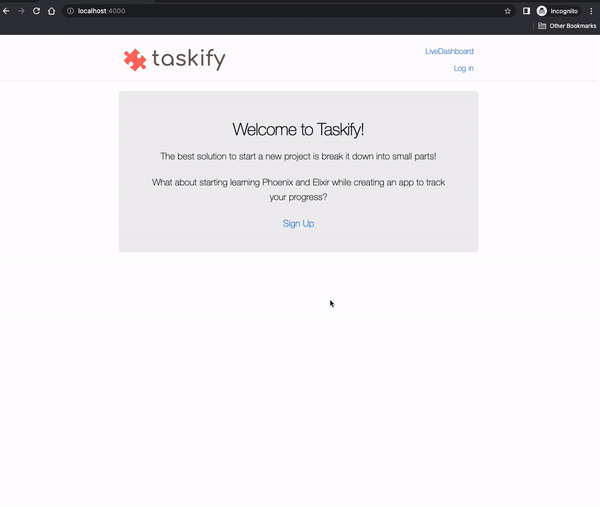 localhost:4000
Incognito
Other Bookmarks
taskify
LiveDashboard
Log in
Welcome to Taskify!
The best solution to start a new project is break it down into small parts!
What about starting learning Phoenix and Elixir while creating an app to track
your progress?
Sign Up